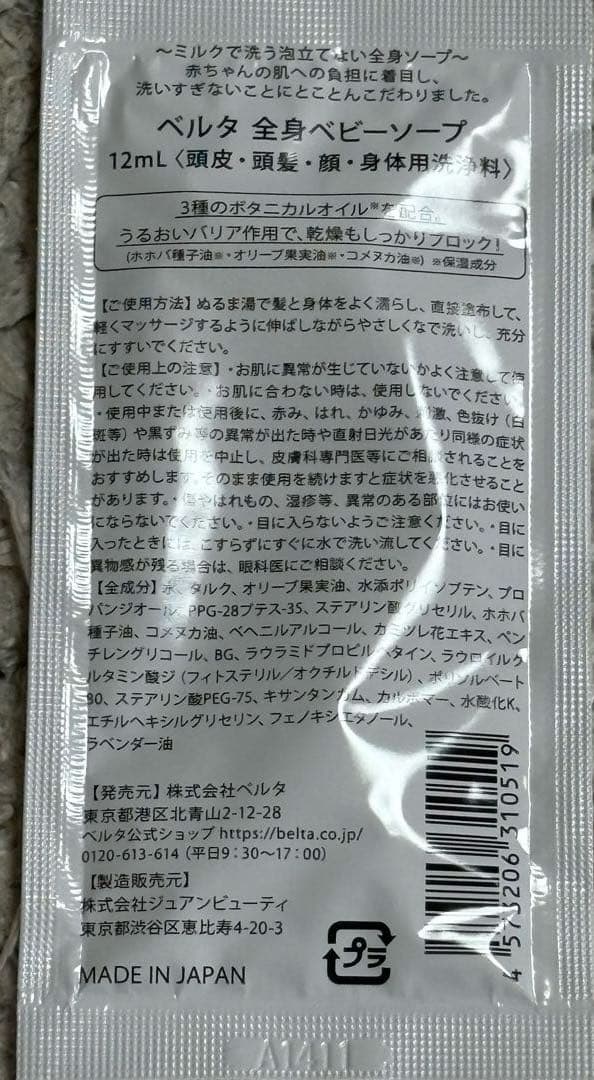 ～ミルクで洗う泡立てない全身ソープ～
赤ちゃんの肌への負担に着目し、
洗いすぎないことにとことんこだわりました。
ベルタ 全身ベビーソープ
12mL〈頭皮・頭髪・顔・身体用洗浄料〉
3種のボタニカルオイル※を配合。
うるおいバリア作用で、乾燥もしっかりブロック!
(ホホバ種子油※・オリーブ果実油※・コメヌカ油※) ※保湿成分
【ご使用方法】ぬるま湯で髪と身体をよく濡らし、直接塗布して、
軽くマッサージするように伸ばしながらやさしくなで洗いし、充分
にすすいでください。
【ご使用上の注意】・お肌に異常が生じていないかよく注意して使
用してください。・お肌に合わない時は、使用しないでください。
・使用中または使用後に、赤み、はれ、かゆみ、刺激、色抜け（白
斑等）や黒ずみ等の異常が出た時や直射日光があたり同様の症状
が出た時は使用を中止し、皮膚科専門医等にご相談されることを
おすすめします。そのまま使用を続けますと症状を悪化させること
があります。・傷やはれもの、湿疹等、異常のある部位にはお使い
にならないでください。・目に入らないようご注意ください。・目に
入ったときには、こすらずにすぐに水で洗い流してください。・目に
異物感が残る場合は、眼科医にご相談ください。
【全成分】水、タルク、オリーブ果実油、水添ポリイソブテン、プロ
パンジオール、PPG-28ブテス-35、ステアリン酸グリセリル、ホホバ
種子油、コメヌカ油、ベヘニルアルコール、カミツレ花エキス、ペン
チレングリコール、BG、ラウラミドプロピルベタイン、ラウロイルグ
ルタミン酸ジ（フィトステリル／オクチルドデシル）、ポリソルベート
80、ステアリン酸PEG-75、キサンタンガム、カルボマー、水酸化K、
エチルヘキシルグリセリン、フェノキシエタノール、
ラベンダー油
【発売元】株式会社ベルタ
東京都港区北青山2-12-28
ベルタ公式ショップ https://belta.co.jp/
0120-613-614（平日9:30～17:00）
【製造販売元】
株式会社ジュアンビューティ
東京都渋谷区恵比寿4-20-3
MADE IN JAPAN
プラ
4 573206 310519
A1411